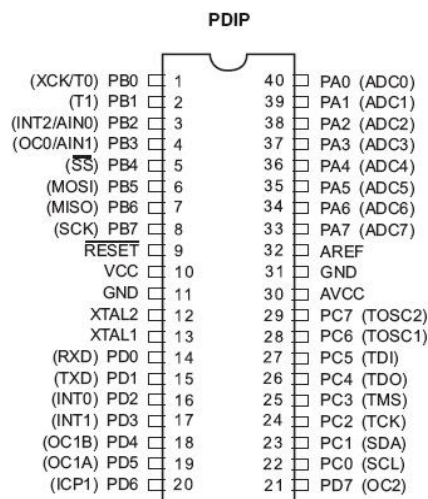 PDIP
(XCK/T0) PB0 1 40 PA0 (ADC0)
(T1) PB1 2 39 PA1 (ADC1)
(INT2/AIN0) PB2 3 38 PA2 (ADC2)
(OC0/AIN1) PB3 4 37 PA3 (ADC3)
(SS) PB4 5 36 PA4 (ADC4)
(MOSI) PB5 6 35 PA5 (ADC5)
(MISO) PB6 7 34 PA6 (ADC6)
(SCK) PB7 8 33 PA7 (ADC7)
RESET 9 32 AREF
VCC 10 31 GND
GND 11 30 AVCC
XTAL2 12 29 PC7 (TOSC2)
XTAL1 13 28 PC6 (TOSC1)
(RXD) PD0 14 27 PC5 (TDI)
(TXD) PD1 15 26 PC4 (TDO)
(INT0) PD2 16 25 PC3 (TMS)
(INT1) PD3 17 24 PC2 (TCK)
(OC1B) PD4 18 23 PC1 (SDA)
(OC1A) PD5 19 22 PC0 (SCL)
(ICP1) PD6 20 21 PD7 (OC2)